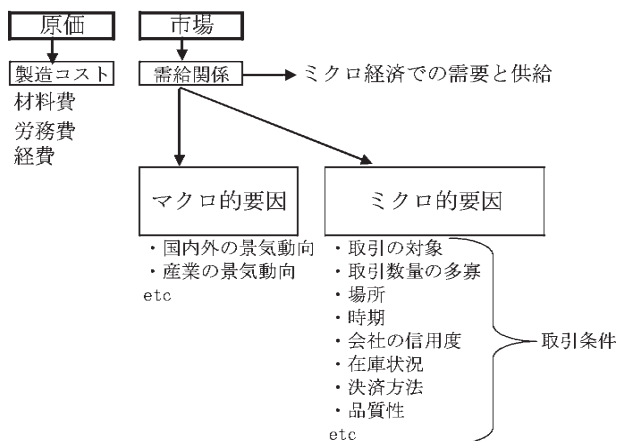 原価
市場
製造コスト
需給関係
ミクロ経済での需要と供給
材料費
労務費
経費
マクロ的要因
ミクロ的要因
・国内外の景気動向
・産業の景気動向
etc
・取引の対象
・取引数量の多寡
・場所
・時期
・会社の信用度
・在庫状況
・決済方法
・品質性
etc
取引条件